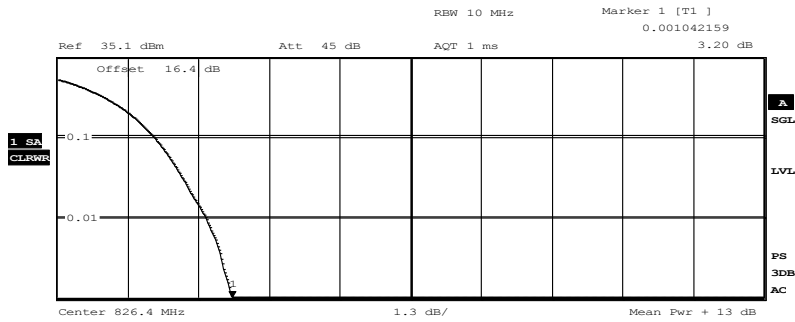 RBW 10 MHz Marker 1 [T1 ]
0.001042159
Ref 35.1 dBm Att 45 dB AQT 1 ms 3.20 dB
Offset 16.4 dB
A
SGL
0.1
1 SA
CLRWR
LVL
0.01
PS
1
3DB
AC
Center 826.4 MHz 1.3 dB/ Mean Pwr + 13 dB